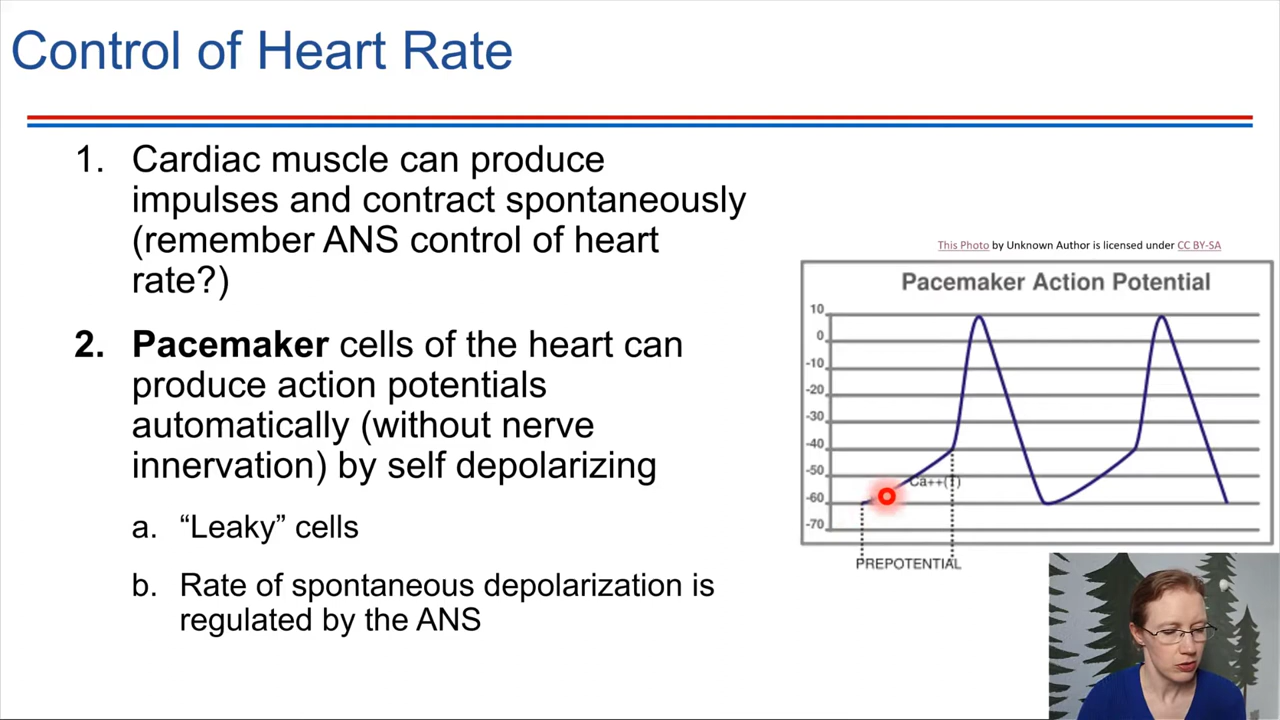 Control of Heart Rate
1. Cardiac muscle can produce
impulses and contract spontaneously
(remember ANS control of heart
rate?)
2. Pacemaker cells of the heart can
produce action potentials
automatically (without nerve
innervation) by self depolarizing
a. “Leaky” cells
b. Rate of spontaneous depolarization is
regulated by the ANS
This Photo by Unknown Author is licensed under CC BY-SA
Pacemaker Action Potential
10
0
-10
-20
-30
-40
-50
-60
-70
Ca++(T)
PREPOTENTIAL